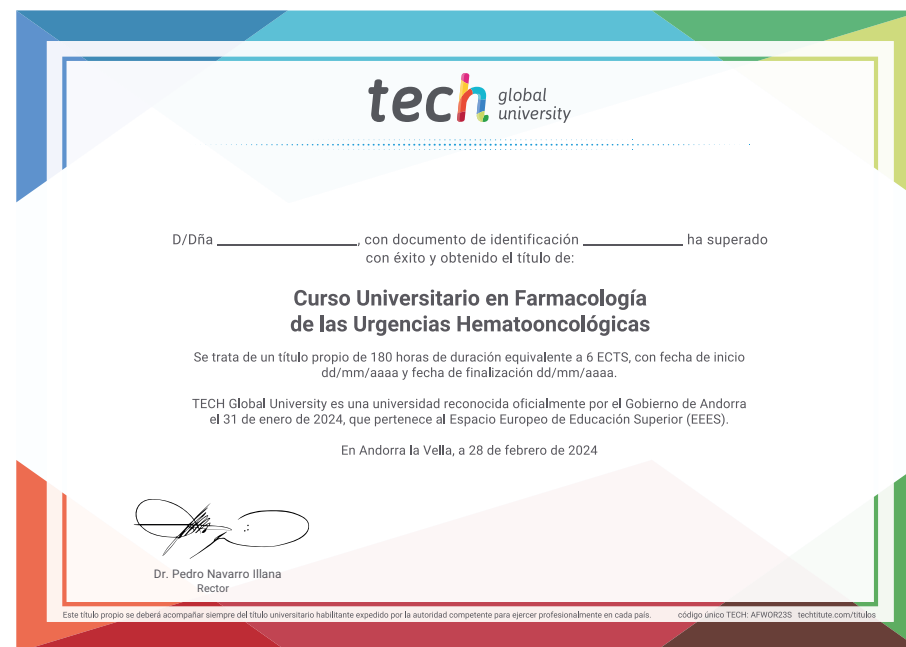 tech global university
D/Dña ____________, con documento de identificación ____________ ha superado
con éxito y obtenido el título de:
Curso Universitario en Farmacología
de las Urgencias Hematooncológicas
Se trata de un título propio de 180 horas de duración equivalente a 6 ECTS, con fecha de inicio
dd/mm/aaaa y fecha de finalización dd/mm/aaaa.
TECH Global University es una universidad reconocida oficialmente por el Gobierno de Andorra
el 31 de enero de 2024, que pertenece al Espacio Europeo de Educación Superior (EEES).
En Andorra la Vella, a 28 de febrero de 2024
Dr. Pedro Navarro Illana
Rector
Este título propio se deberá acompañar siempre del título universitario habilitante expedido por la autoridad competente para ejercer profesionalmente en cada país. código único TECH: AFWOR23S techtitute.com/titulos